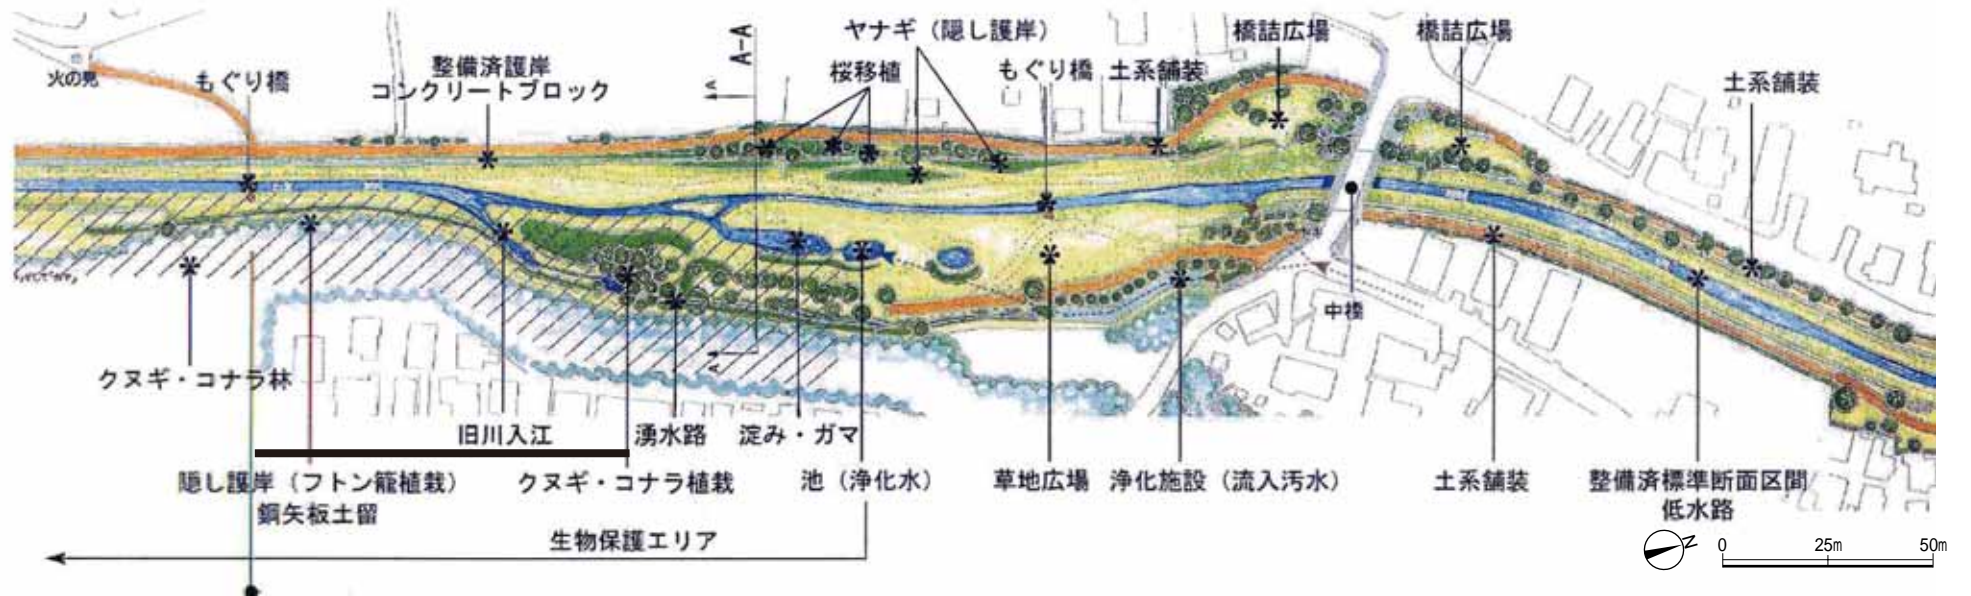 ヤナギ（隠し護岸）
橋詰広場
橋詰広場
A-A
火の見
もぐり橋
整備済護岸
コンクリートブロック
桜移植
もぐり橋
土系舗装
土系舗装
A
A
中橋
クヌギ・コナラ林
旧川入江
湧水路
淀み・ガマ
隠し護岸（フトン籠植栽）
鋼矢板土留
クヌギ・コナラ植栽
池（浄化水）
草地広場
浄化施設（流入汚水）
土系舗装
整備済標準断面区間
低水路
生物保護エリア
N
0 25m 50m